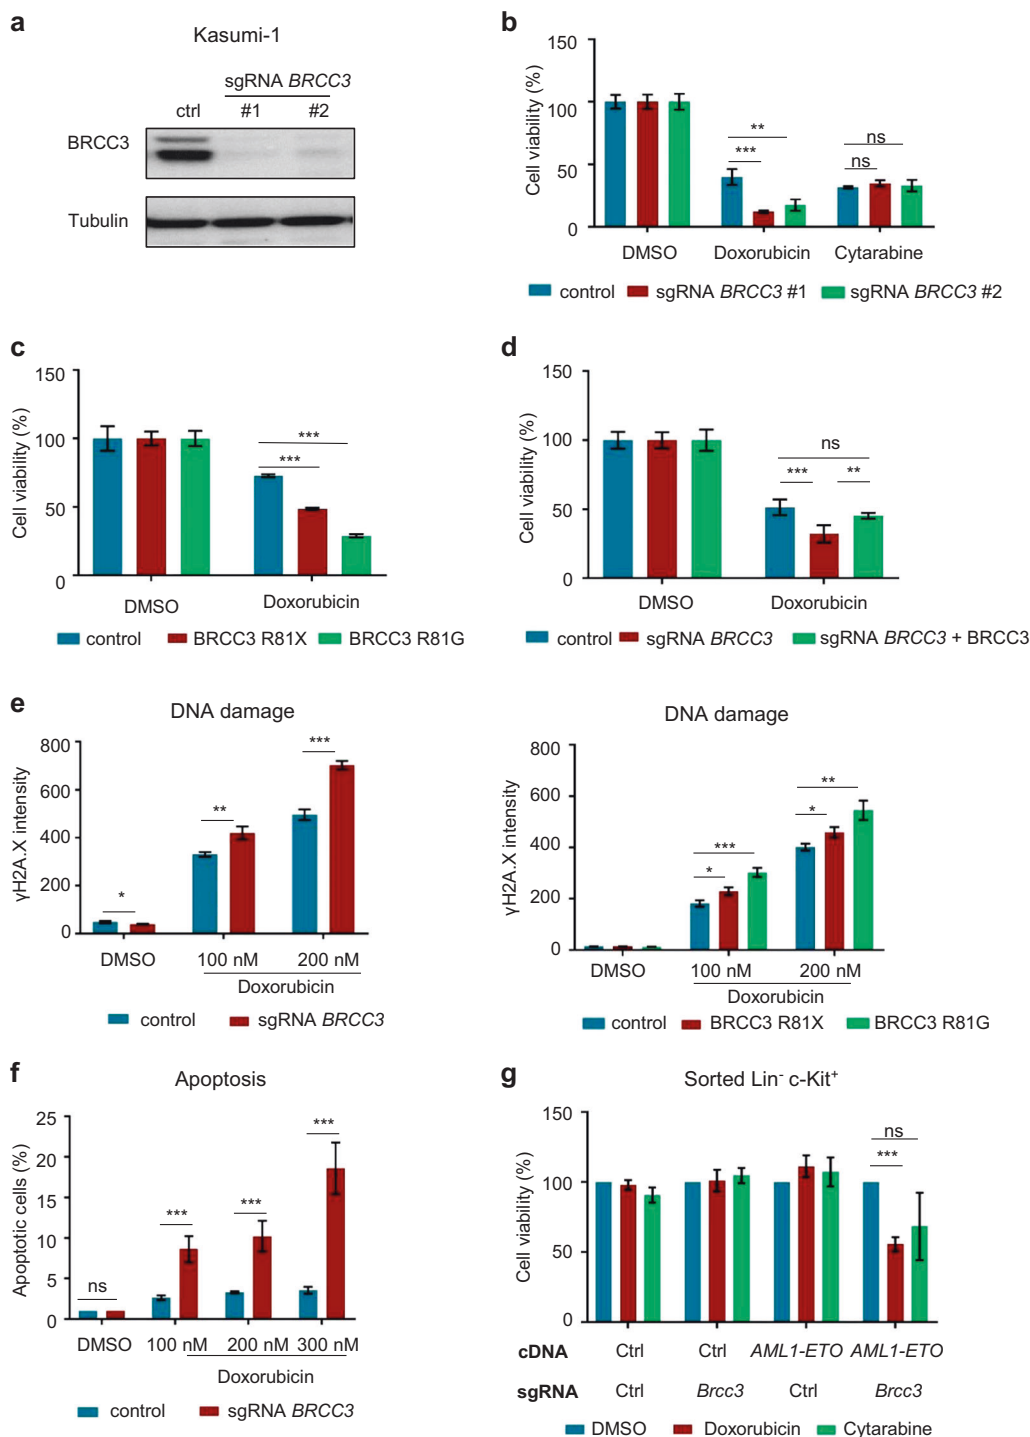 a
Kasumi-1
sgRNA BRCC3
ctrl #1 #2
BRCC3
Tubulin
b
Cell viability (%)
150
100
50
0
** 
***
ns
ns
DMSO Doxorubicin Cytarabine
control sgRNA BRCC3 #1 sgRNA BRCC3 #2
c
Cell viability (%)
150
100
50
0
***
***
DMSO Doxorubicin
control BRCC3 R81X BRCC3 R81G
d
Cell viability (%)
150
100
50
0
ns
*** **
DMSO Doxorubicin
control sgRNA BRCC3 sgRNA BRCC3 + BRCC3
e
DNA damage
γH2A.X intensity
800
600
400
200
0
***
**
*
DMSO 100 nM 200 nM
Doxorubicin
control sgRNA BRCC3
DNA damage
γH2A.X intensity
800
600
400
200
0
**
*
***
*
DMSO 100 nM 200 nM
Doxorubicin
control BRCC3 R81X BRCC3 R81G
f
Apoptosis
Apoptotic cells (%)
25
20
15
10
5
0
***
***
***
ns
DMSO 100 nM 200 nM 300 nM
Doxorubicin
control sgRNA BRCC3
g
Sorted Lin⁻ c-Kit⁺
Cell viability (%)
150
100
50
0
ns
***
cDNA Ctrl Ctrl AML1-ETO AML1-ETO
sgRNA Ctrl Brcc3 Ctrl Brcc3
DMSO Doxorubicin Cytarabine